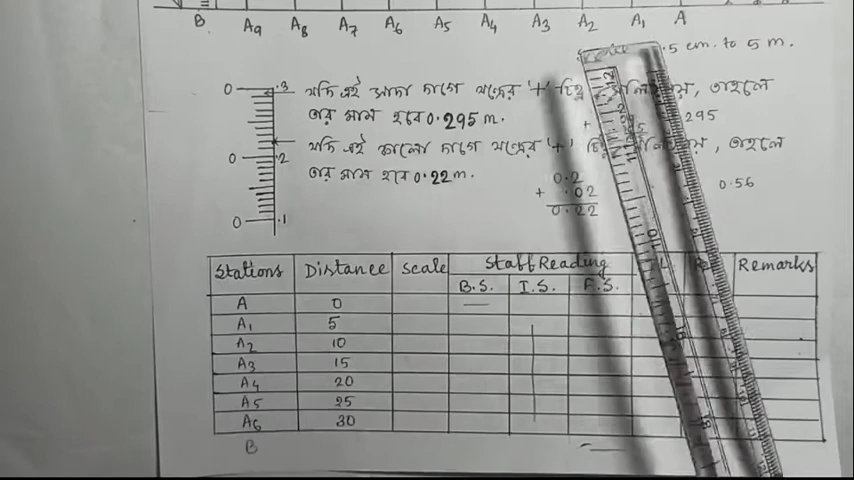 B A9 A8 A7 A6 A5 A4 A3 A2 A1 A
.5 cm. to 5 m.
0 .3 যদি এই সাদা দাগে যন্ত্রের '+' চিহ্ন, তাহলে
তার মান হবে 0.295 m.
+ 295
যদি এই কালো দাগে যন্ত্রের '+' চিহ্ন, তাহলে
0 .2 তার মান হবে 0.22 m.
0.2
+ .02
0.22
0.56
0 .1
Stations Distance Scale Staff Reading Remarks
B.S. I.S. F.S.
A 0 —
A1 5
A2 10
A3 15
A4 20
A5 25
A6 30
B